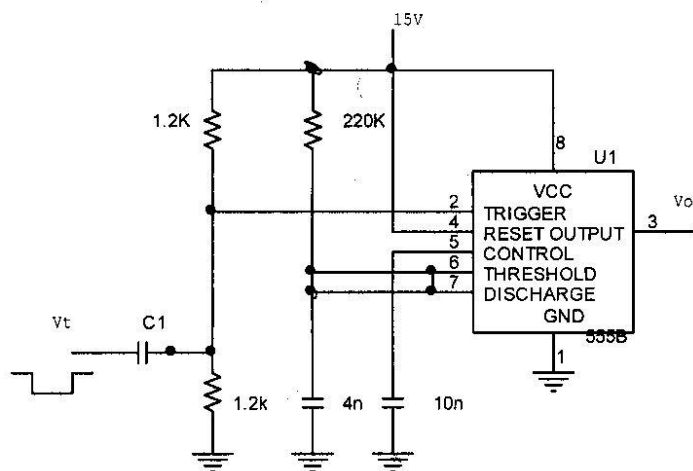 15V
1.2K
220K
8
U1
VCC
Vo
2
TRIGGER
3
4
RESET OUTPUT
5
CONTROL
6
THRESHOLD
7
DISCHARGE
GND
Vt
C1
555B
1
1.2k
4n
10n